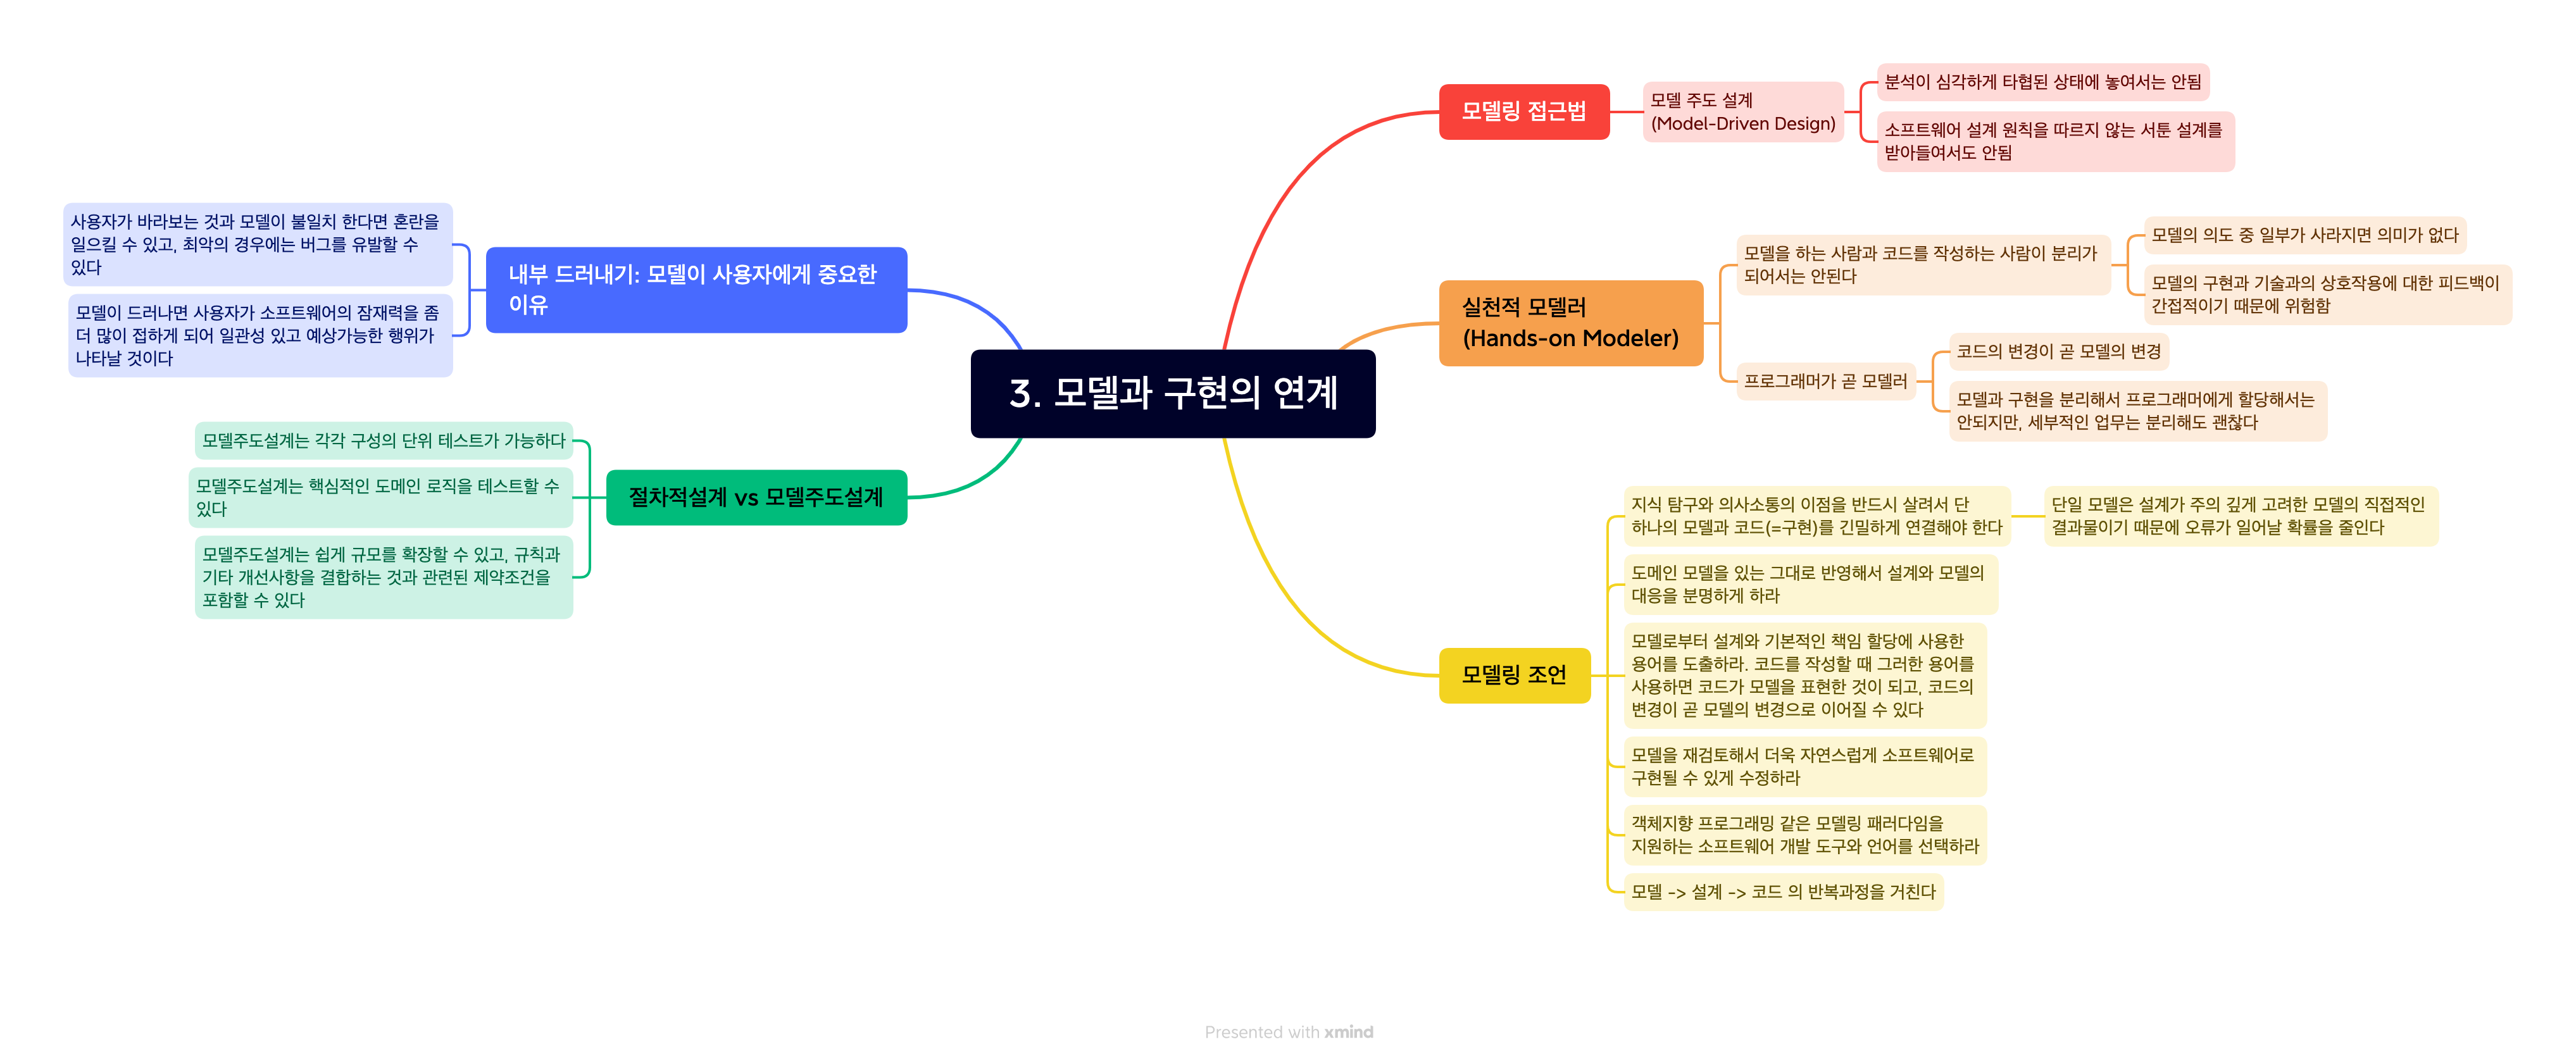 3. 모델과 구현의 연계
모델링 접근법
모델 주도 설계
(Model-Driven Design)
분석이 심각하게 타협된 상태에 놓여서는 안됨
소프트웨어 설계 원칙을 따르지 않는 서툰 설계를
받아들여서도 안됨
실천적 모델러
(Hands-on Modeler)
모델을 하는 사람과 코드를 작성하는 사람이 분리가
되어서는 안된다
모델의 의도 중 일부가 사라지면 의미가 없다
모델의 구현과 기술과의 상호작용에 대한 피드백이
간접적이기 때문에 위험함
프로그래머가 곧 모델러
코드의 변경이 곧 모델의 변경
모델과 구현을 분리해서 프로그래머에게 할당해서는
안되지만, 세부적인 업무는 분리해도 괜찮다
모델링 조언
지식 탐구와 의사소통의 이점을 반드시 살려서 단
하나의 모델과 코드(=구현)를 긴밀하게 연결해야 한다
단일 모델은 설계가 주의 깊게 고려한 모델의 직접적인
결과물이기 때문에 오류가 일어날 확률을 줄인다
도메인 모델을 있는 그대로 반영해서 설계와 모델의
대응을 분명하게 하라
모델로부터 설계와 기본적인 책임 할당에 사용한
용어를 도출하라. 코드를 작성할 때 그러한 용어를
사용하면 코드가 모델을 표현한 것이 되고, 코드의
변경이 곧 모델의 변경으로 이어질 수 있다
모델을 재검토해서 더욱 자연스럽게 소프트웨어로
구현될 수 있게 수정하라
객체지향 프로그래밍 같은 모델링 패러다임을
지원하는 소프트웨어 개발 도구와 언어를 선택하라
모델 -> 설계 -> 코드 의 반복과정을 거친다
내부 드러내기: 모델이 사용자에게 중요한
이유
사용자가 바라보는 것과 모델이 불일치 한다면 혼란을
일으킬 수 있고, 최악의 경우에는 버그를 유발할 수
있다
모델이 드러나면 사용자가 소프트웨어의 잠재력을 좀
더 많이 접하게 되어 일관성 있고 예상가능한 행위가
나타날 것이다
절차적설계 vs 모델주도설계
모델주도설계는 각각 구성의 단위 테스트가 가능하다
모델주도설계는 핵심적인 도메인 로직을 테스트할 수
있다
모델주도설계는 쉽게 규모를 확장할 수 있고, 규칙과
기타 개선사항을 결합하는 것과 관련된 제약조건을
포함할 수 있다
Presented with xmind